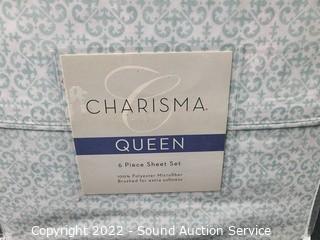 C
CHARISMA®
QUEEN
6 Piece Sheet Set
100% Polyester Microfiber
Brushed for extra softness
Copyright 2022 - Sound Auction Service